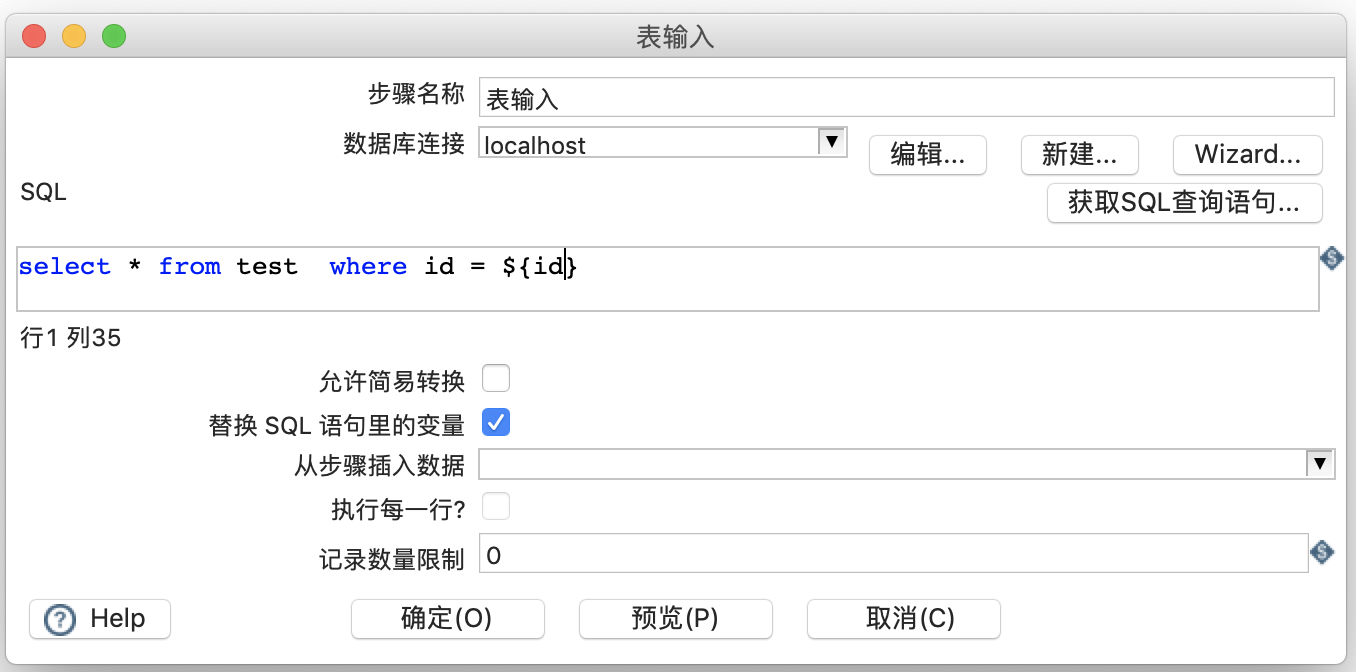 表输入
步骤名称 表输入
数据库连接 localhost 编辑... 新建... Wizard...
SQL 获取SQL查询语句...
select * from test  where id = ${id}
行1 列35
允许简易转换
替换 SQL 语句里的变量
从步骤插入数据
执行每一行?
记录数量限制 0
Help 确定(O) 预览(P) 取消(C)